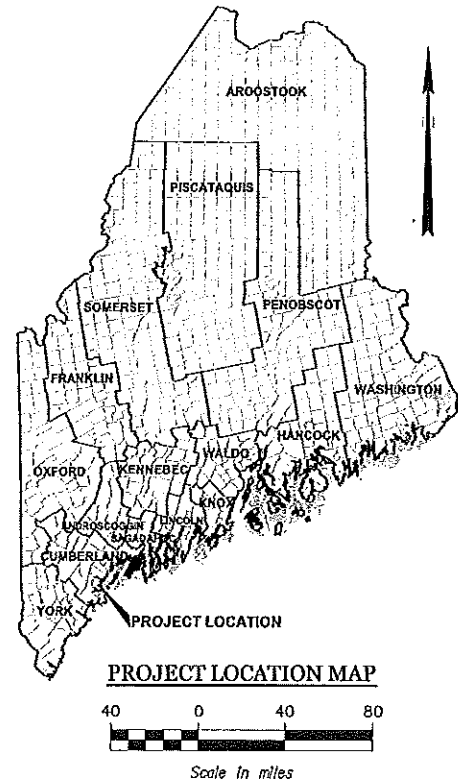 AROOSTOOK
PISCATAQUIS
SOMERSET
PENOBSCOT
FRANKLIN
WASHINGTON
HANCOCK
WALDO
OXFORD
KENNEBEC
KNOX
LINCOLN
ANDROSCOGGIN
SAGADAHOC
CUMBERLAND
YORK
PROJECT LOCATION
PROJECT LOCATION MAP
40 0 40 80
Scale in miles